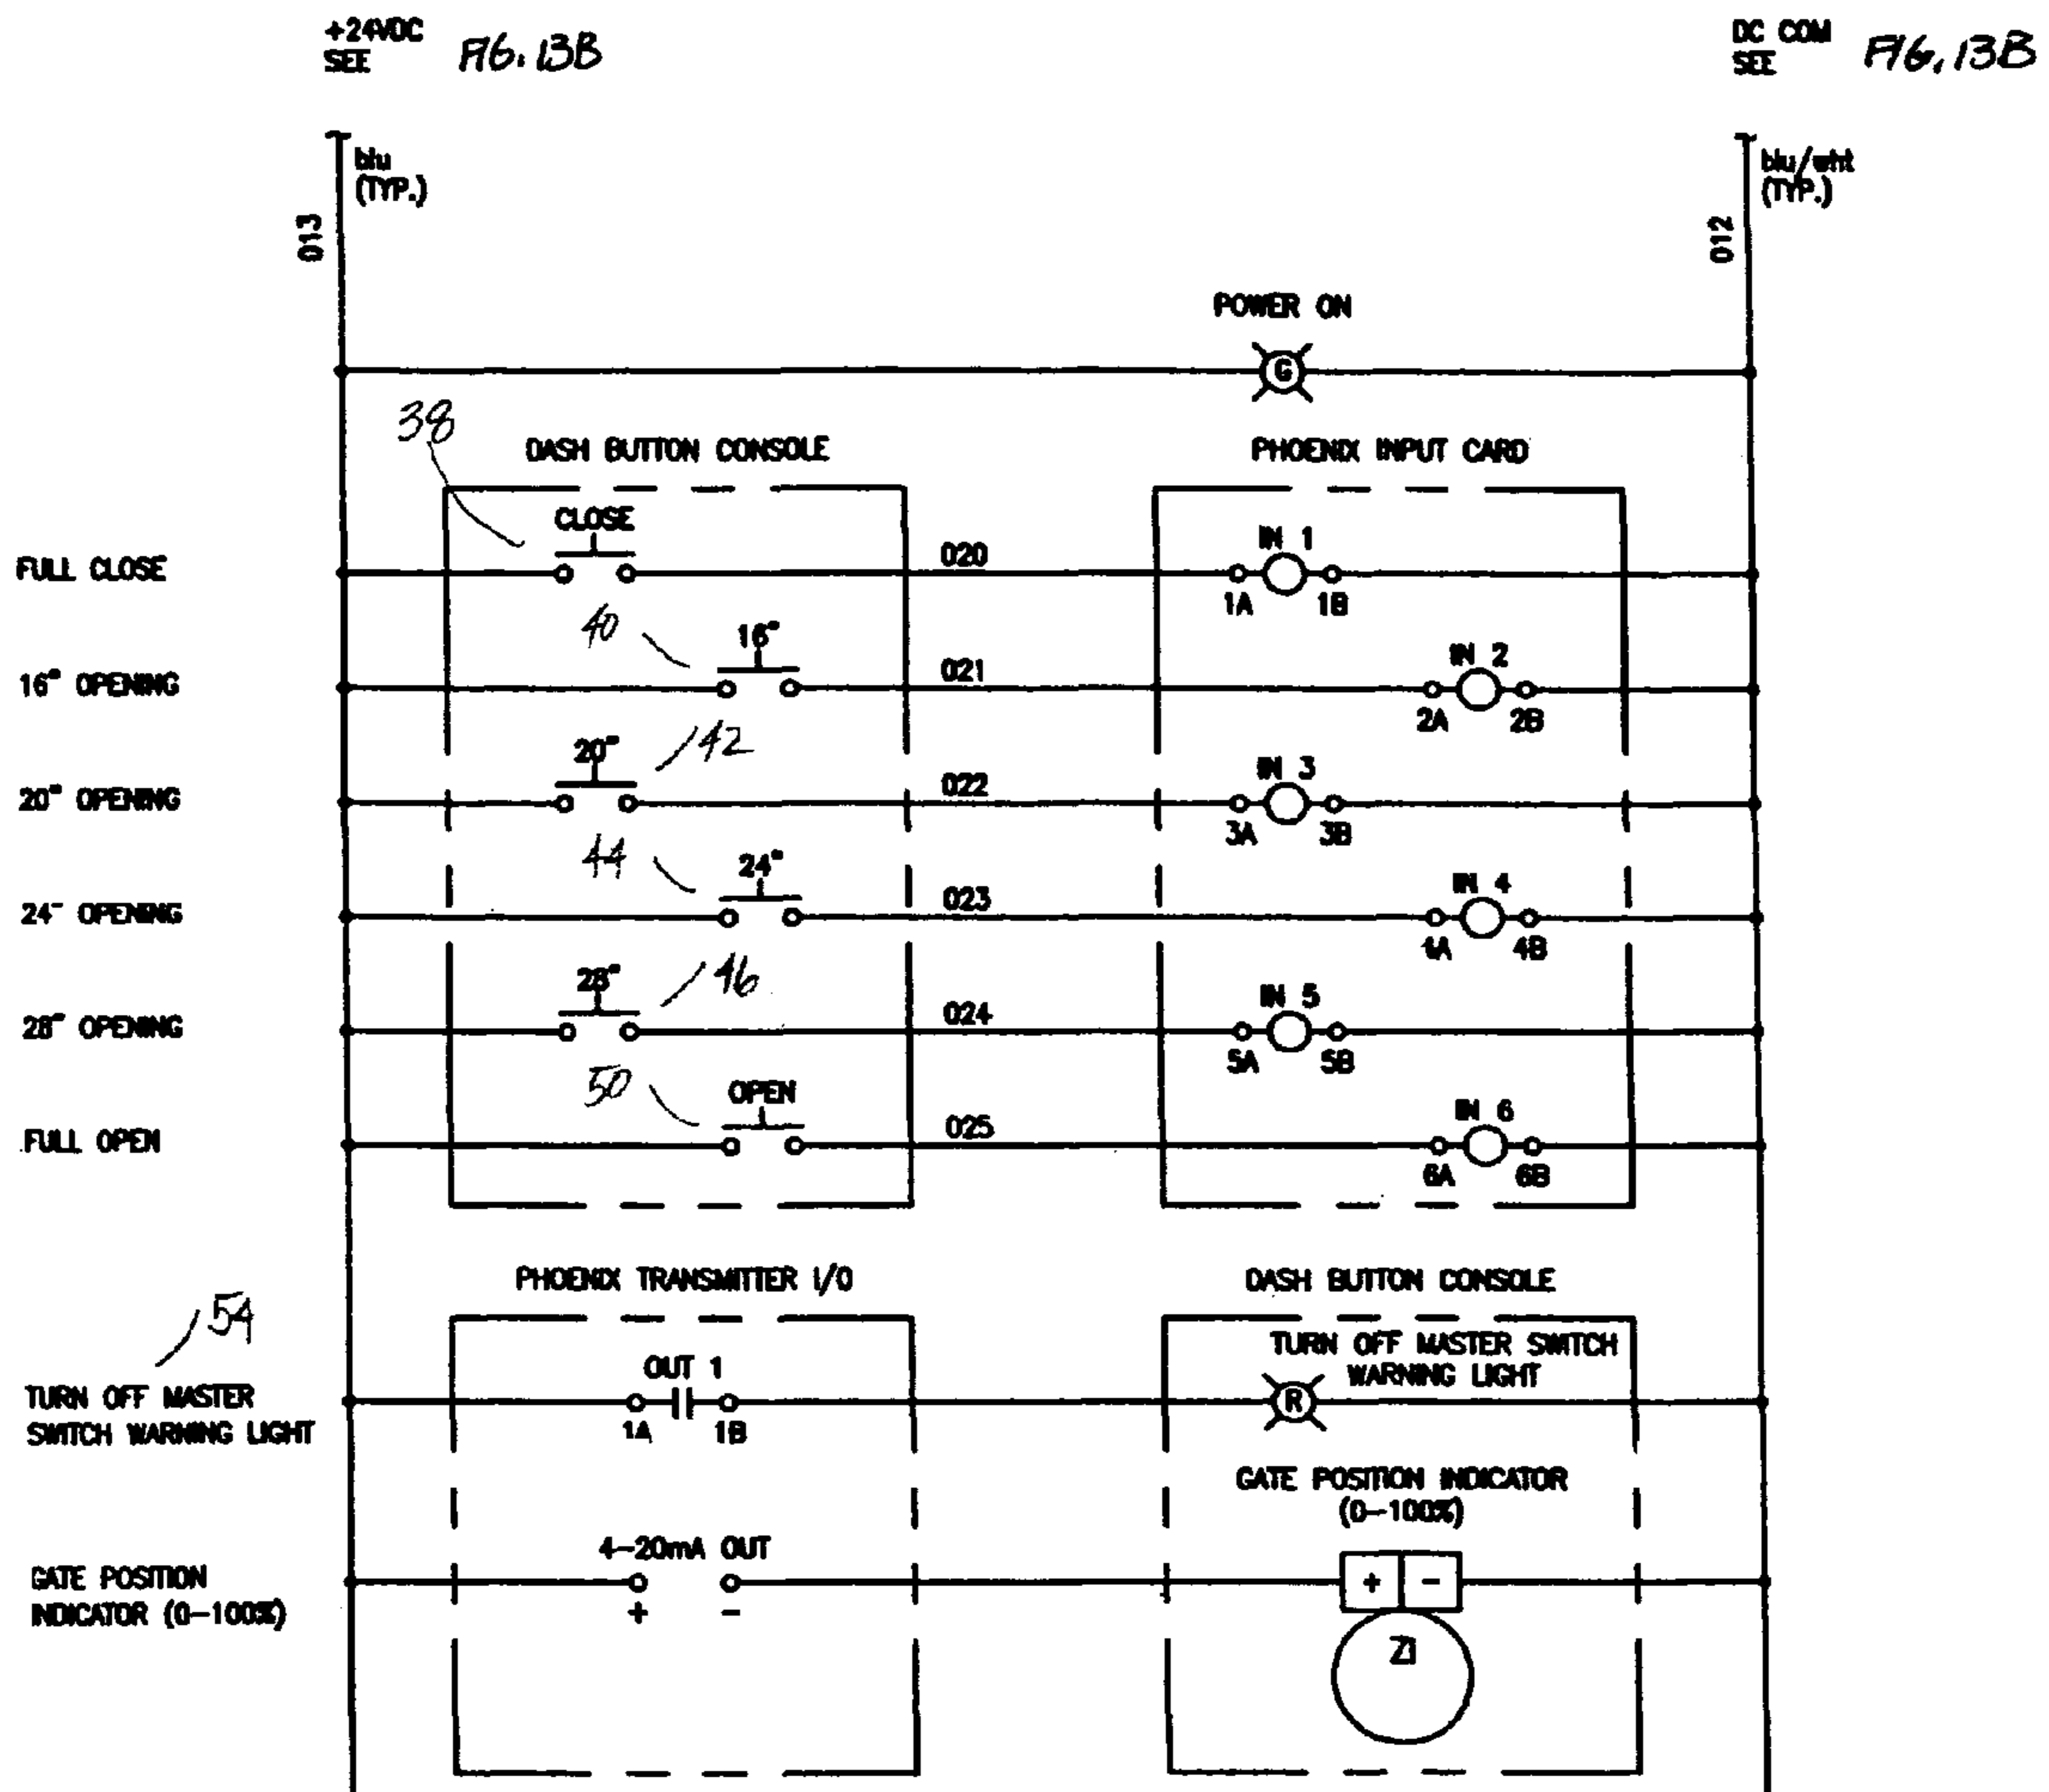 +24VDC
SEE FIG. 13B
DC COM
SEE FIG. 13B
blu
(TYP.)
blu/wht
(TYP.)
013
012
POWER ON
G
38
DASH BUTTON CONSOLE
PHOENIX INPUT CARD
CLOSE
IN 1
FULL CLOSE
020
1A
1B
40
16"
IN 2
16" OPENING
021
2A
2B
20"
42
IN 3
20" OPENING
022
3A
3B
44
24"
IN 4
24" OPENING
023
4A
4B
28"
46
IN 5
28" OPENING
024
5A
5B
50
OPEN
IN 6
FULL OPEN
025
6A
6B
PHOENIX TRANSMITTER I/O
DASH BUTTON CONSOLE
54
TURN OFF MASTER SWITCH
WARNING LIGHT
OUT 1
TURN OFF MASTER
SWITCH WARNING LIGHT
1A
1B
R
GATE POSITION INDICATOR
(0-100%)
4-20mA OUT
GATE POSITION
INDICATOR (0-100%)
+
-
+
-
ZI